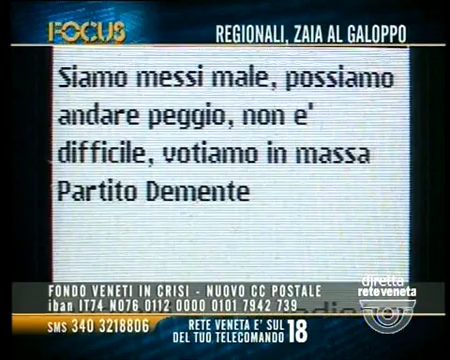 FOCUS
REGIONALI, ZAIA AL GALOPPO
Siamo messi male, possiamo
andare peggio, non e'
difficile, votiamo in massa
Partito Demente
FONDO VENETI IN CRISI - NUOVO CC POSTALE
iban IT74 N076 0112 0000 0101 7942 739
diretta
reteveneta
SMS 340 3218806
RETE VENETA E' SUL
DEL TUO TELECOMANDO 18